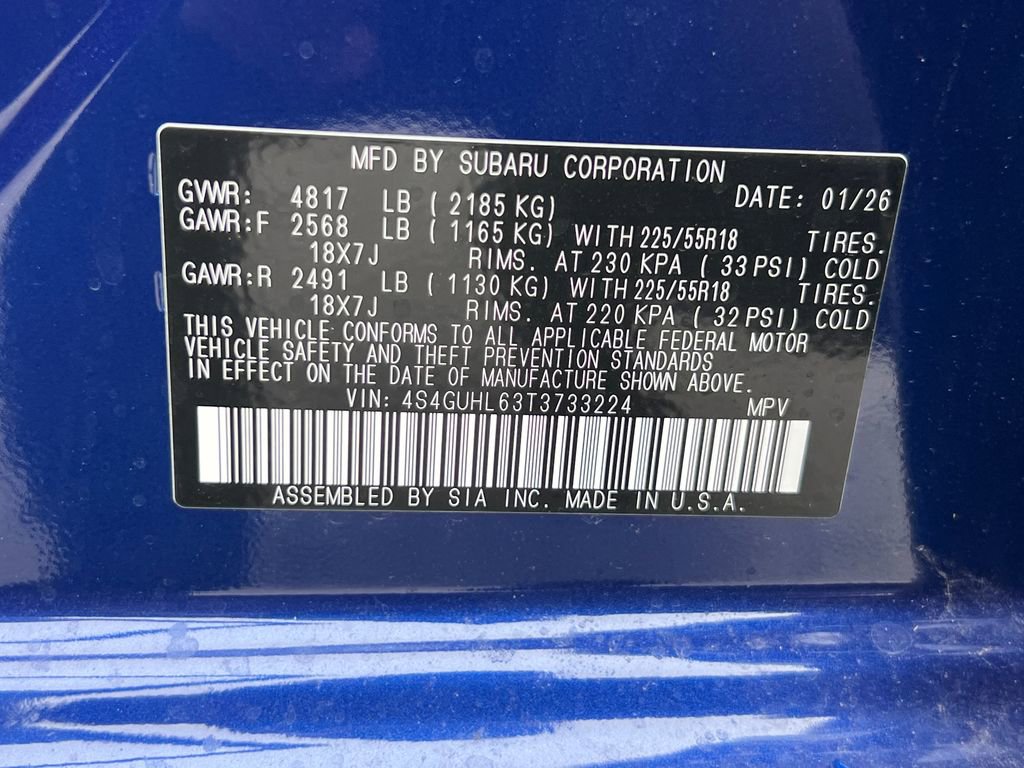 MFD BY SUBARU CORPORATION
GVWR: 4817 LB ( 2185 KG) DATE: 01/26
GAWR:F 2568 LB ( 1165 KG) WITH 225/55R18 TIRES.
18X7J RIMS. AT 230 KPA ( 33 PSI) COLD
GAWR:R 2491 LB ( 1130 KG) WITH 225/55R18 TIRES.
18X7J RIMS. AT 220 KPA ( 32 PSI) COLD
THIS VEHICLE CONFORMS TO ALL APPLICABLE FEDERAL MOTOR
VEHICLE SAFETY AND THEFT PREVENTION STANDARDS
IN EFFECT ON THE DATE OF MANUFACTURE SHOWN ABOVE.
VIN: 4S4GUHL63T3733224 MPV
ASSEMBLED BY SIA INC. MADE IN U.S.A.